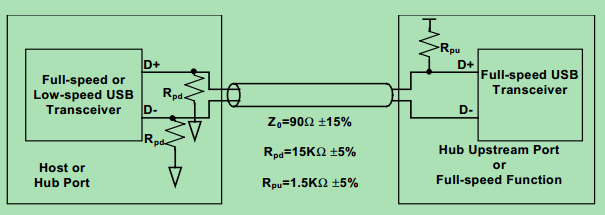 Full-speed or
Low-speed USB
Transceiver
D+
D-
Rpd
Rpd
Host or
Hub Port
Z0=90Ω ±15%
Rpd=15KΩ ±5%
Rpu=1.5KΩ ±5%
Rpu
D+
D-
Full-speed USB
Transceiver
Hub Upstream Port
or
Full-speed Function